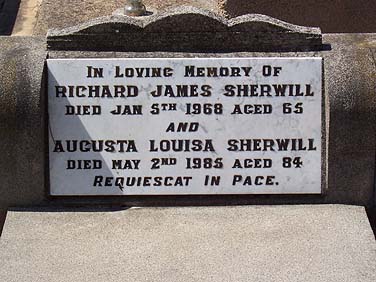 In Loving Memory Of
RICHARD JAMES SHERWILL
DIED JAN 5TH 1968 AGED 65
AND
AUGUSTA LOUISA SHERWILL
DIED MAY 2ND 1985 AGED 84
Requiescat In Pace.